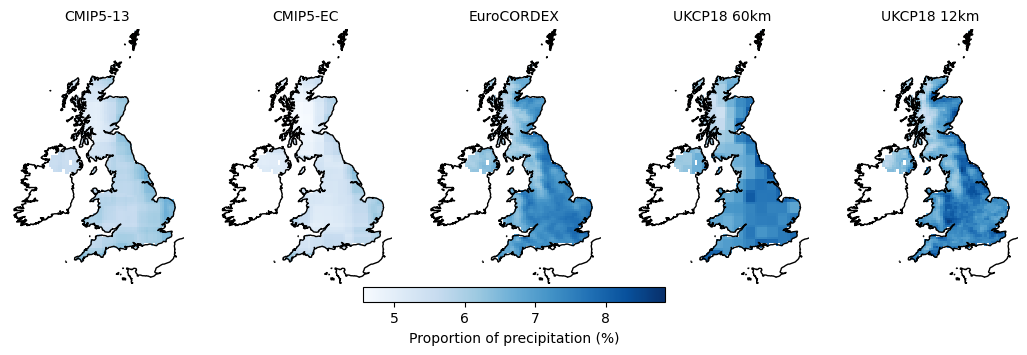 CMIP5-13 CMIP5-EC EuroCORDEX UKCP18 60km UKCP18 12km
5 6 7 8
Proportion of precipitation (%)